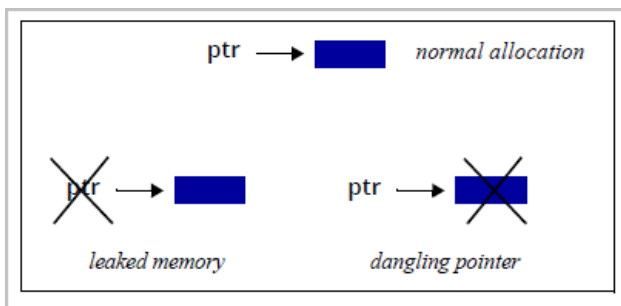 ptr normal allocation
ptr ptr
leaked memory dangling pointer